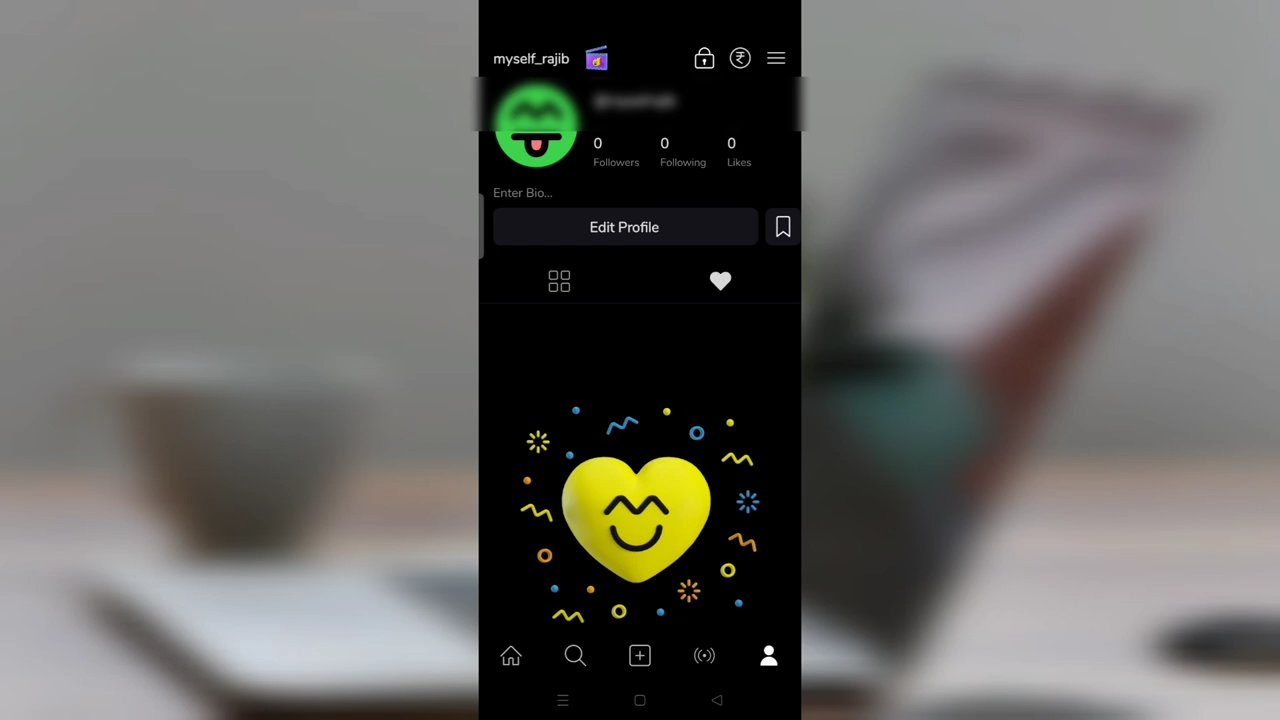 myself_rajib
0 0 0
Followers Following Likes
Enter Bio...
Edit Profile